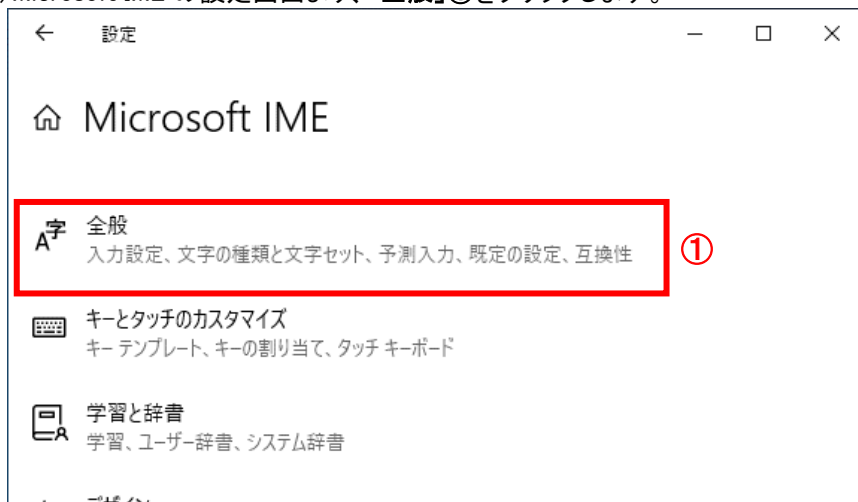 設定
Microsoft IME
全般
入力設定、文字の種類と文字セット、予測入力、既定の設定、互換性
①
キーとタッチのカスタマイズ
キー テンプレート、キーの割り当て、タッチ キーボード
学習と辞書
学習、ユーザー辞書、システム辞書